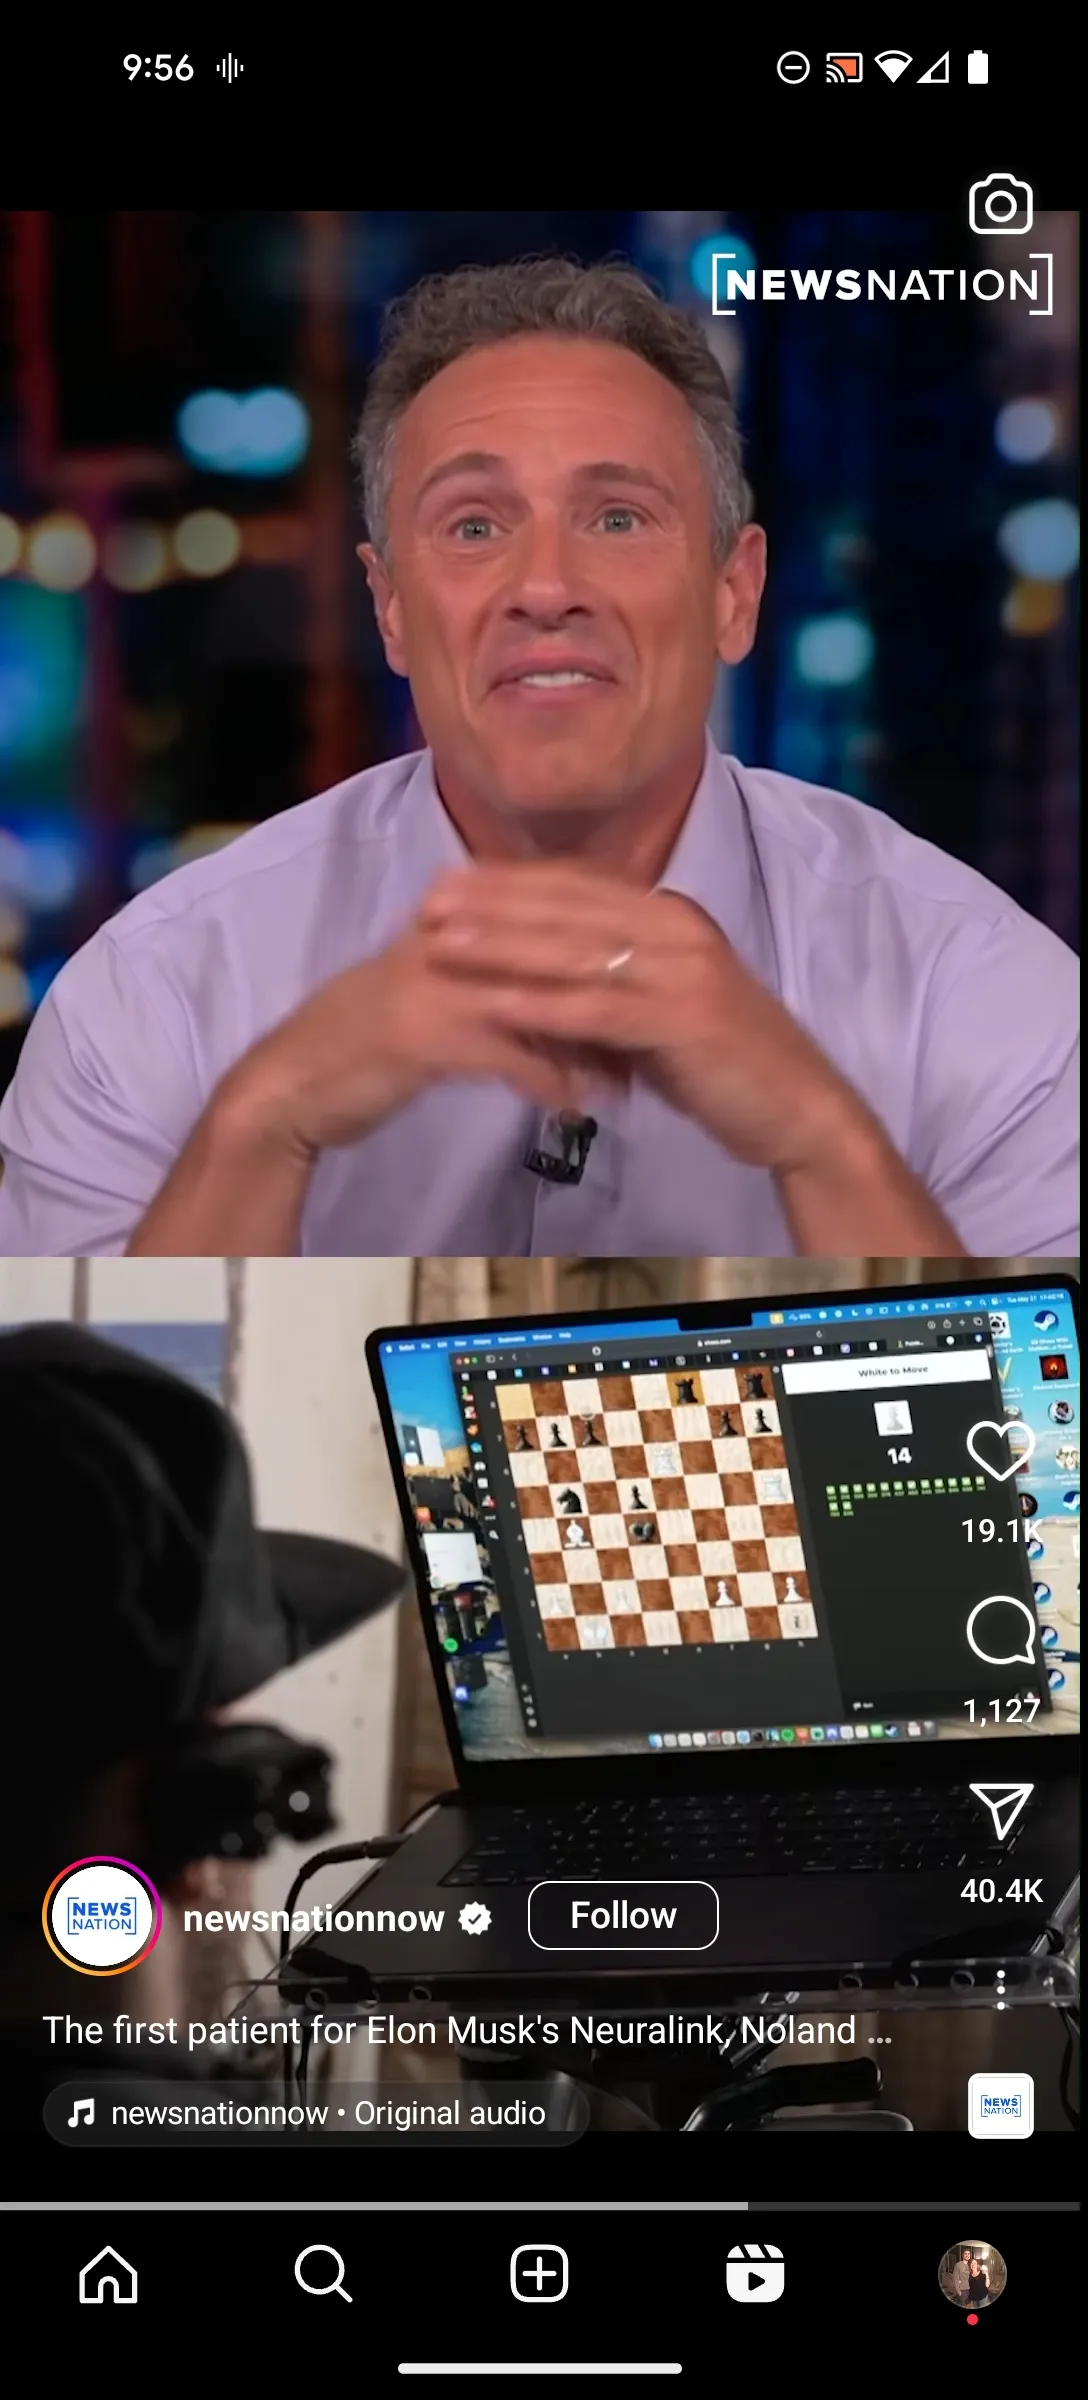 9:56
[NEWSNATION]
White to Move
14
19.1K
1,127
40.4K
NEWS
NATION
newsnationnow
Follow
The first patient for Elon Musk's Neuralink, Noland ...
newsnationnow • Original audio
NEWS
NATION